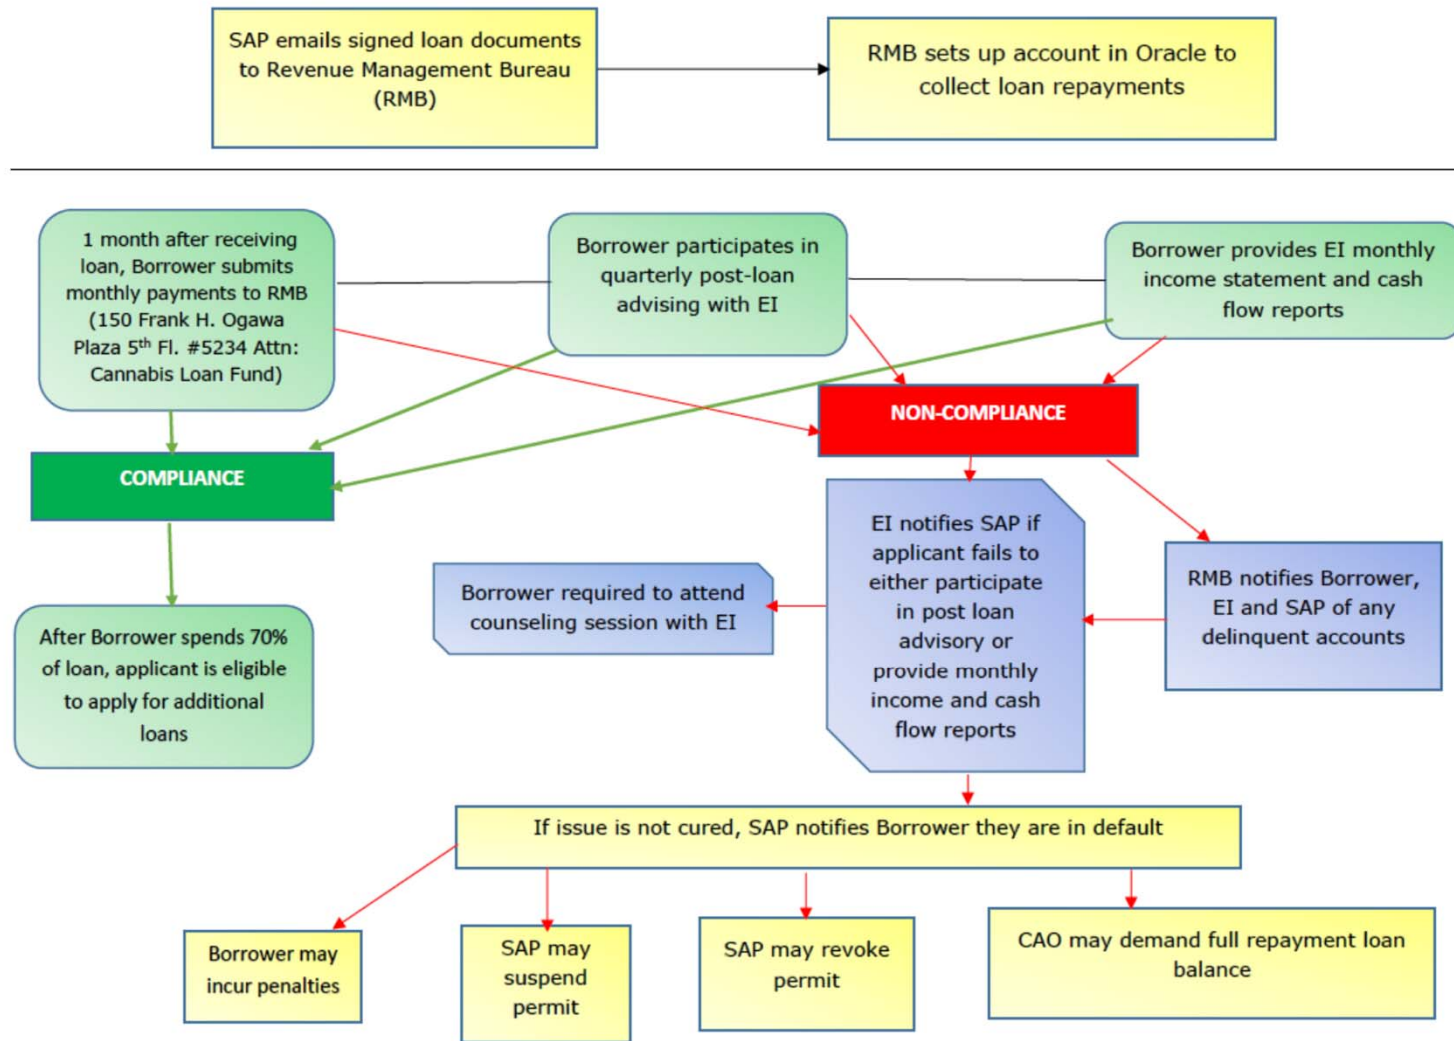 SAP emails signed loan documents
to Revenue Management Bureau
(RMB)
RMB sets up account in Oracle to
collect loan repayments
1 month after receiving
loan, Borrower submits
monthly payments to RMB
(150 Frank H. Ogawa
Plaza 5th Fl. #5234 Attn:
Cannabis Loan Fund)
Borrower participates in
quarterly post-loan
advising with EI
Borrower provides EI monthly
income statement and cash
flow reports
NON-COMPLIANCE
COMPLIANCE
EI notifies SAP if
applicant fails to
either participate
in post loan
advisory or
provide monthly
income and cash
flow reports
RMB notifies Borrower,
EI and SAP of any
delinquent accounts
Borrower required to attend
counseling session with EI
After Borrower spends 70%
of loan, applicant is eligible
to apply for additional
loans
If issue is not cured, SAP notifies Borrower they are in default
Borrower may
incur penalties
SAP may
suspend
permit
SAP may revoke
permit
CAO may demand full repayment loan
balance